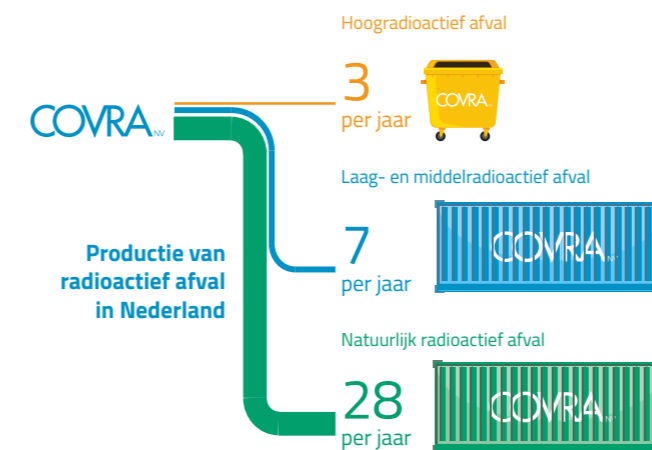 Hoogradioactief afval
3
per jaar
COVRA
COVRA NV
Laag- en middelradioactief afval
7
per jaar
COVRA NV
Productie van
radioactief afval
in Nederland
Natuurlijk radioactief afval
28
per jaar
COVRA NV